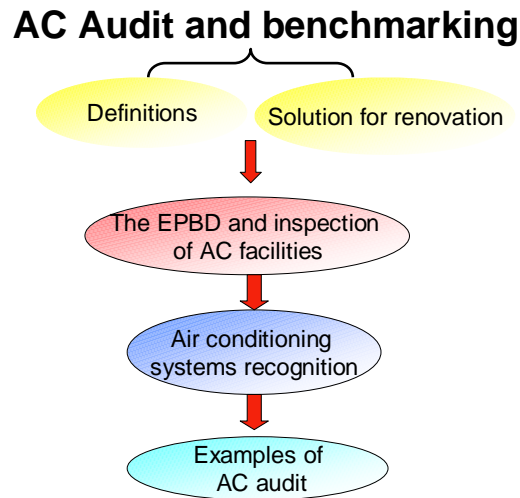 AC Audit and benchmarking
Definitions
Solution for renovation
The EPBD and inspection
of AC facilities
Air conditioning
systems recognition
Examples of
AC audit